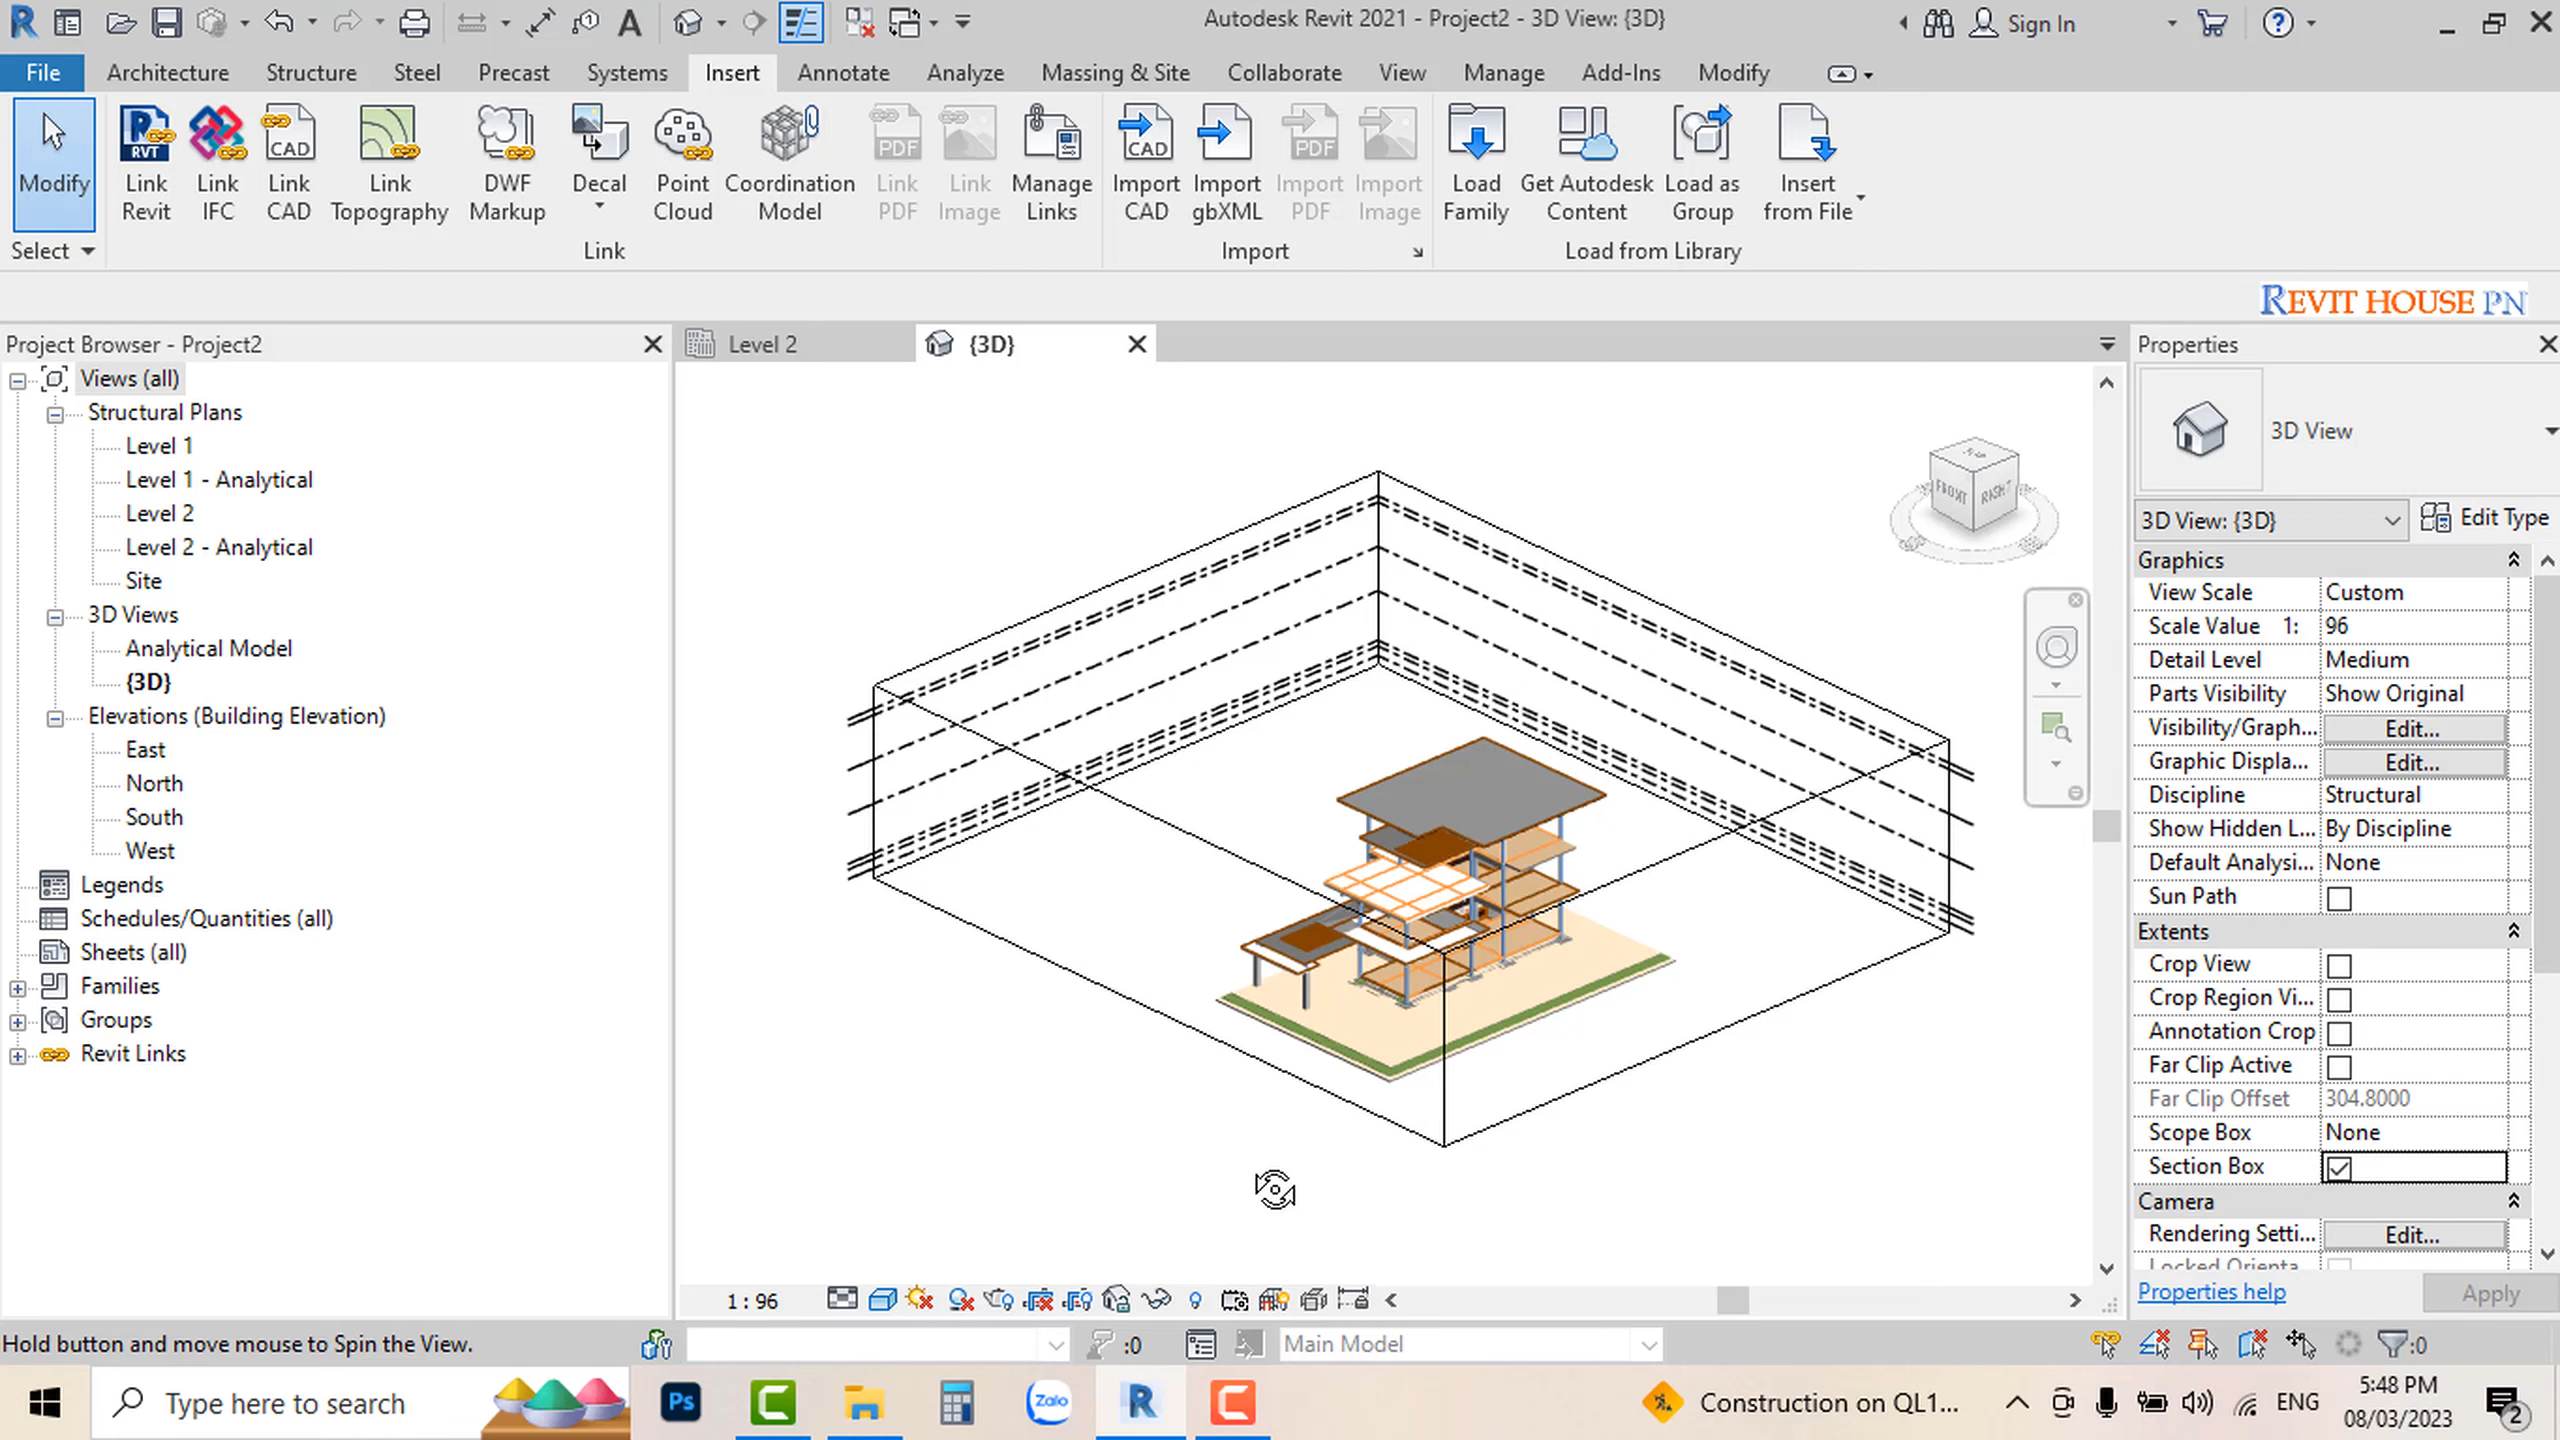 Autodesk Revit 2021 - Project2 - 3D View: {3D}
Sign In
File
Architecture
Structure
Steel
Precast
Systems
Insert
Annotate
Analyze
Massing & Site
Collaborate
View
Manage
Add-Ins
Modify
Modify
Link Revit
Link IFC
Link CAD
Link Topography
DWF Markup
Decal
Point Cloud
Coordination Model
Link PDF
Link Image
Manage Links
Import CAD
Import gbXML
Import PDF
Import Image
Load Family
Get Autodesk Content
Load as Group
Insert from File
Select
Link
Import
Load from Library
REVIT HOUSE PN
Project Browser - Project2
Views (all)
Structural Plans
Level 1
Level 1 - Analytical
Level 2
Level 2 - Analytical
Site
3D Views
Analytical Model
{3D}
Elevations (Building Elevation)
East
North
South
West
Legends
Schedules/Quantities (all)
Sheets (all)
Families
Groups
Revit Links
Level 2
{3D}
FRONT
RIGHT
Properties
3D View
3D View: {3D}
Edit Type
Graphics
View Scale Custom
Scale Value 1: 96
Detail Level Medium
Parts Visibility Show Original
Visibility/Graph... Edit...
Graphic Displa... Edit...
Discipline Structural
Show Hidden L... By Discipline
Default Analysi... None
Sun Path
Extents
Crop View
Crop Region Vi...
Annotation Crop
Far Clip Active
Far Clip Offset 304.8000
Scope Box None
Section Box
Camera
Rendering Setti... Edit...
Properties help
Apply
1 : 96
Hold button and move mouse to Spin the View.
:0
Main Model
:0
Type here to search
Ps
Zalo
Construction on QL1...
ENG
5:48 PM
08/03/2023
2